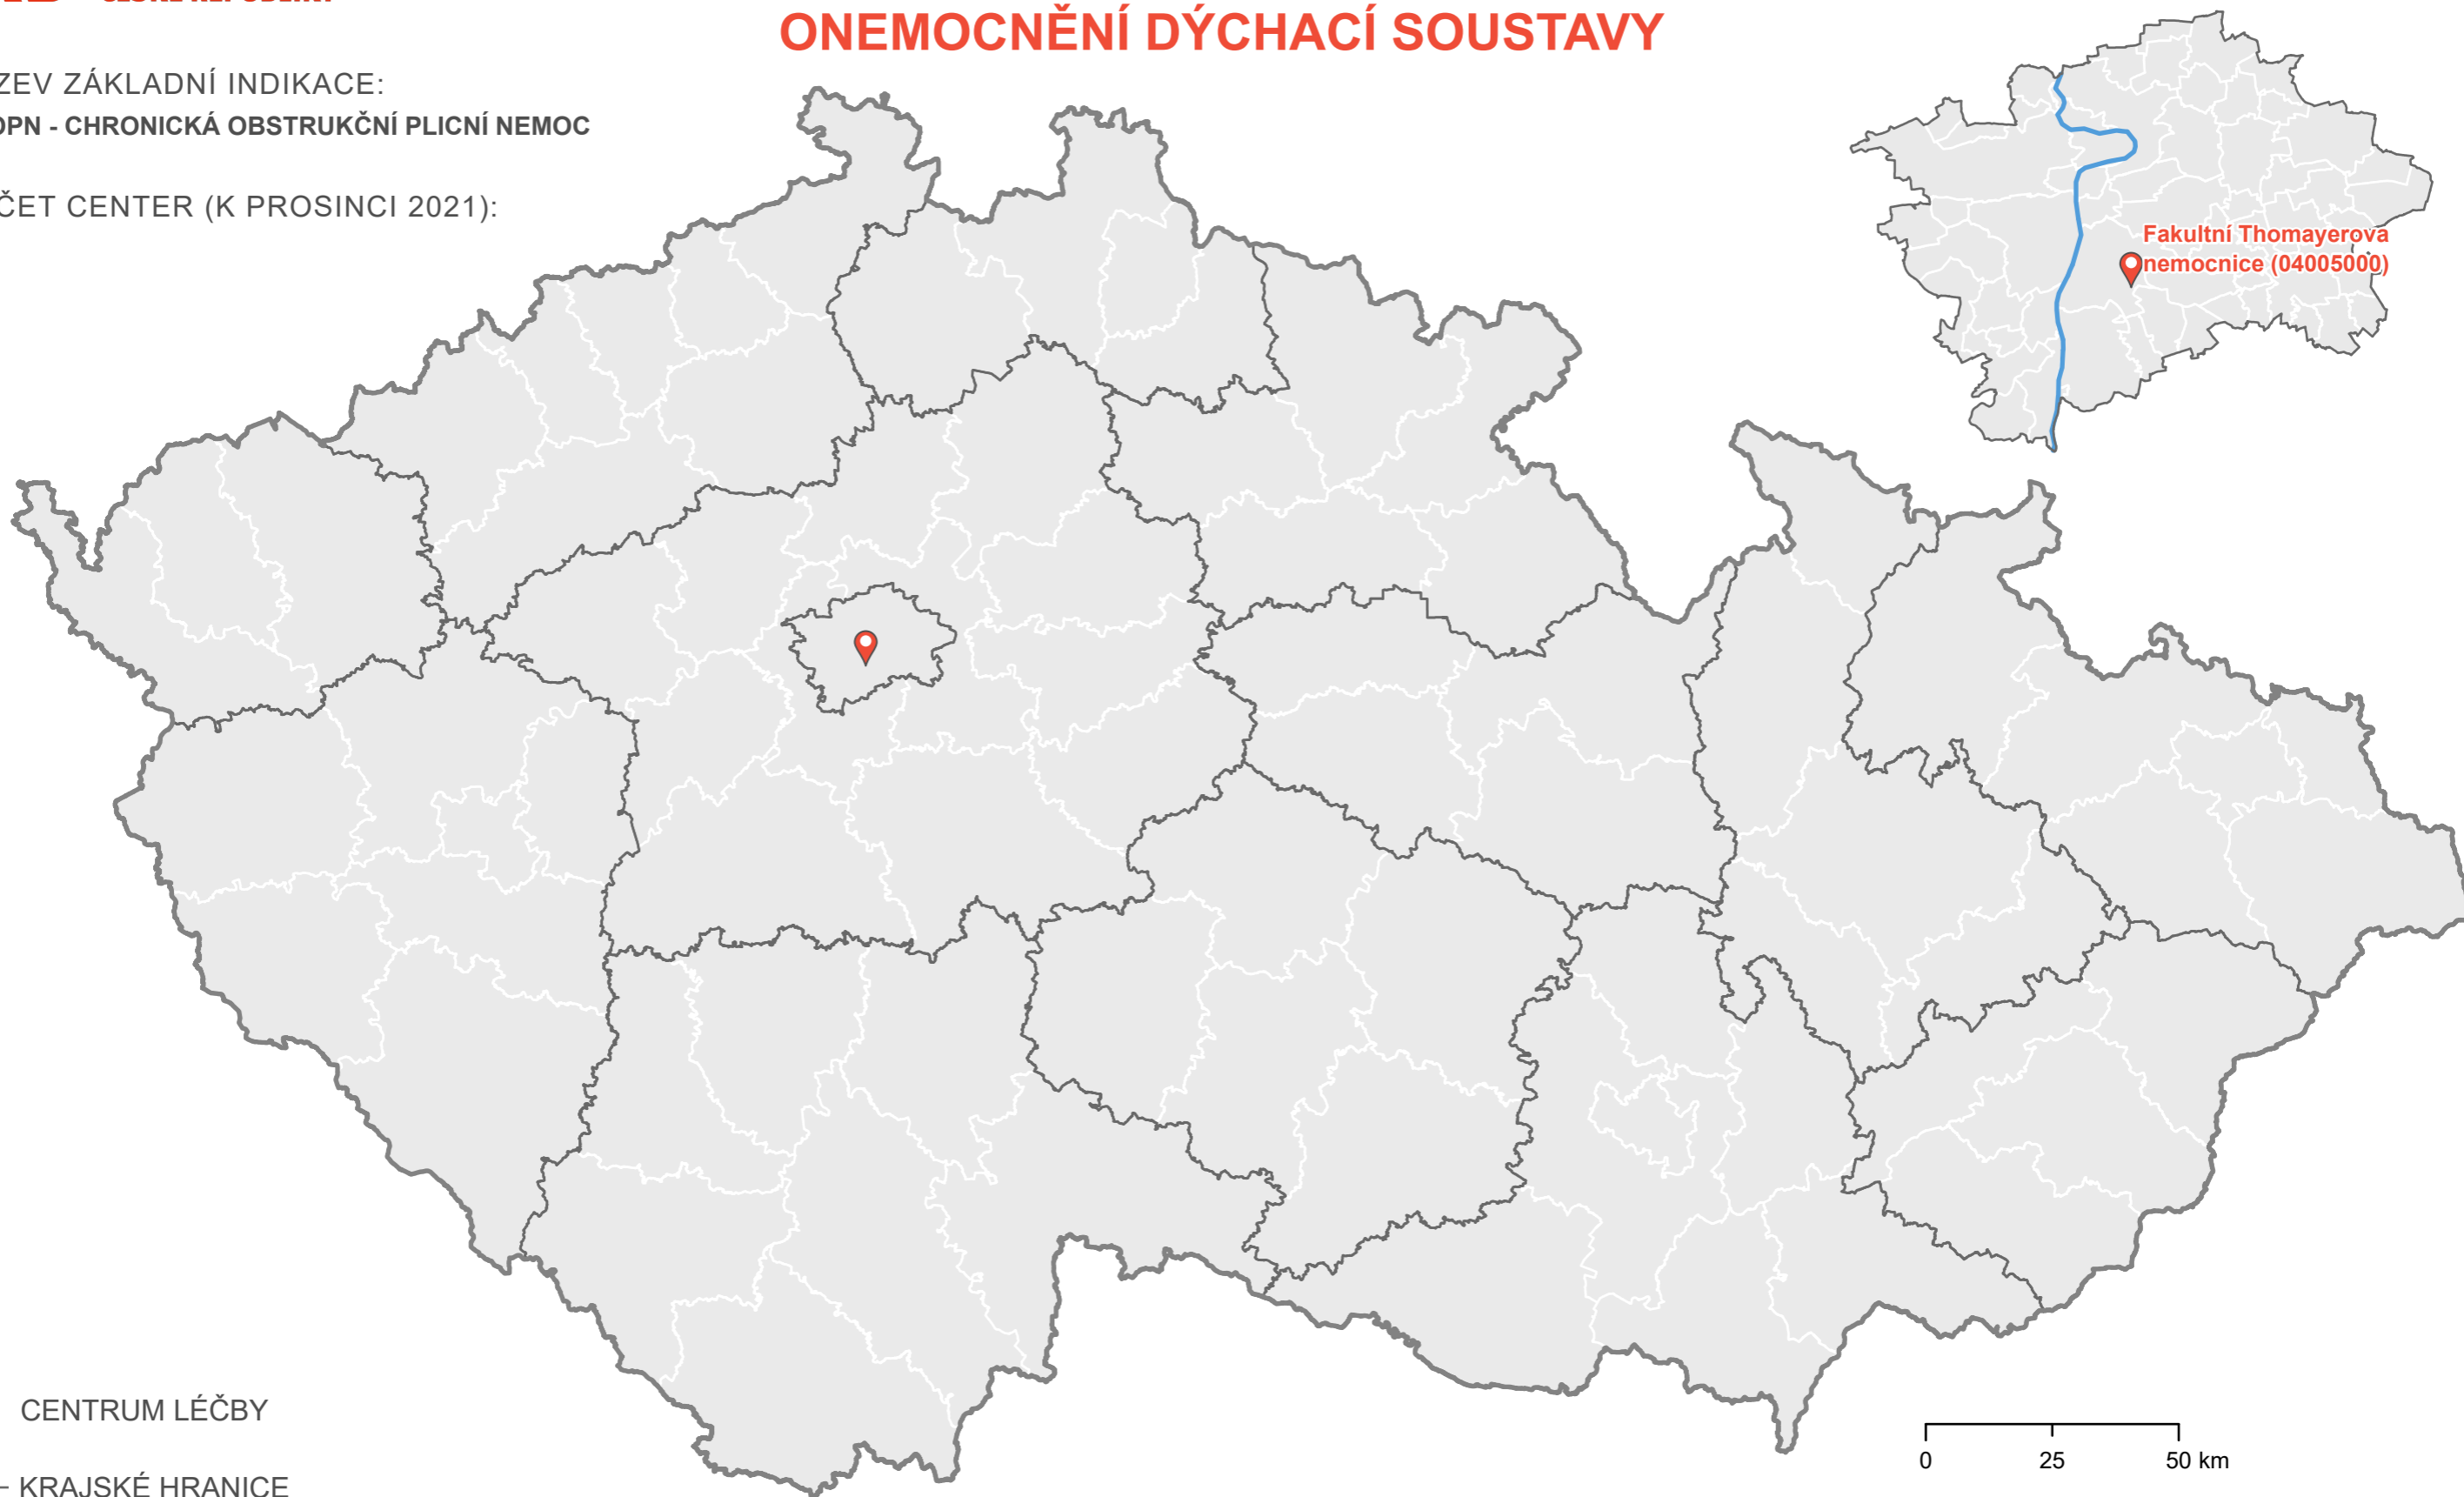 ONEMOCNĚNÍ DÝCHACÍ SOUSTAVY
ZEV ZÁKLADNÍ INDIKACE:
OPN - CHRONICKÁ OBSTRUKČNÍ PLICNÍ NEMOC
ČET CENTER (K PROSINCI 2021):
Fakultní Thomayerova
nemocnice (04005000)
CENTRUM LÉČBY
KRAJSKÉ HRANICE
0 25 50 km